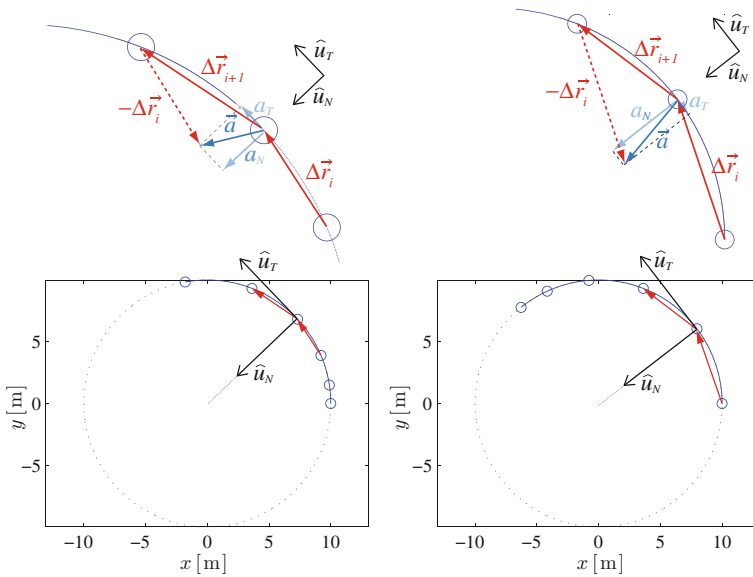 û_T
Δr⃗_{i+1}
û_N
−Δr⃗_i
a_T
a⃗
a_N
Δr⃗_i
û_T
Δr⃗_{i+1}
û_N
−Δr⃗_i
a_N
a_T
a⃗
Δr⃗_i
û_T
û_N
5
0
−5
y [m]
−10 −5 0 5 10
x [m]
û_T
û_N
5
0
−5
y [m]
−10 −5 0 5 10
x [m]